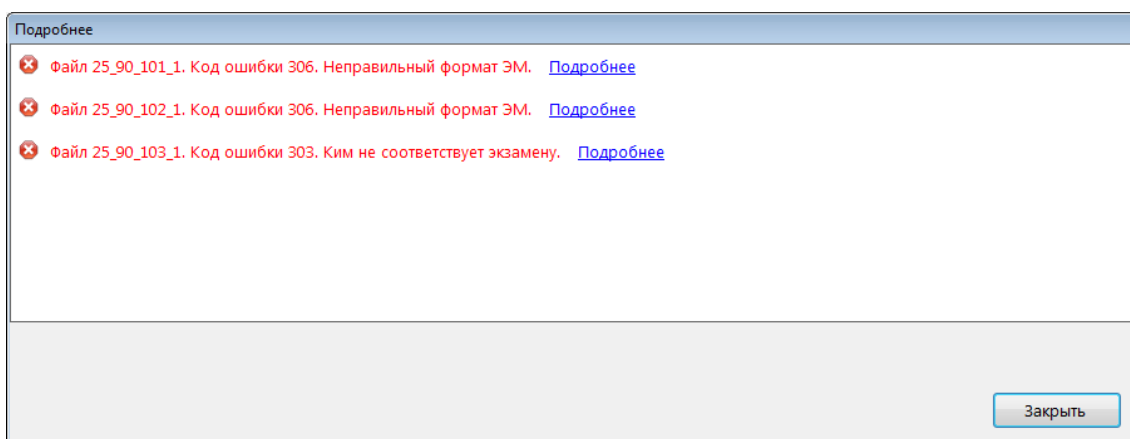 Подробнее
Файл 25_90_101_1. Код ошибки 306. Неправильный формат ЭМ. Подробнее
Файл 25_90_102_1. Код ошибки 306. Неправильный формат ЭМ. Подробнее
Файл 25_90_103_1. Код ошибки 303. Ким не соответствует экзамену. Подробнее
Закрыть